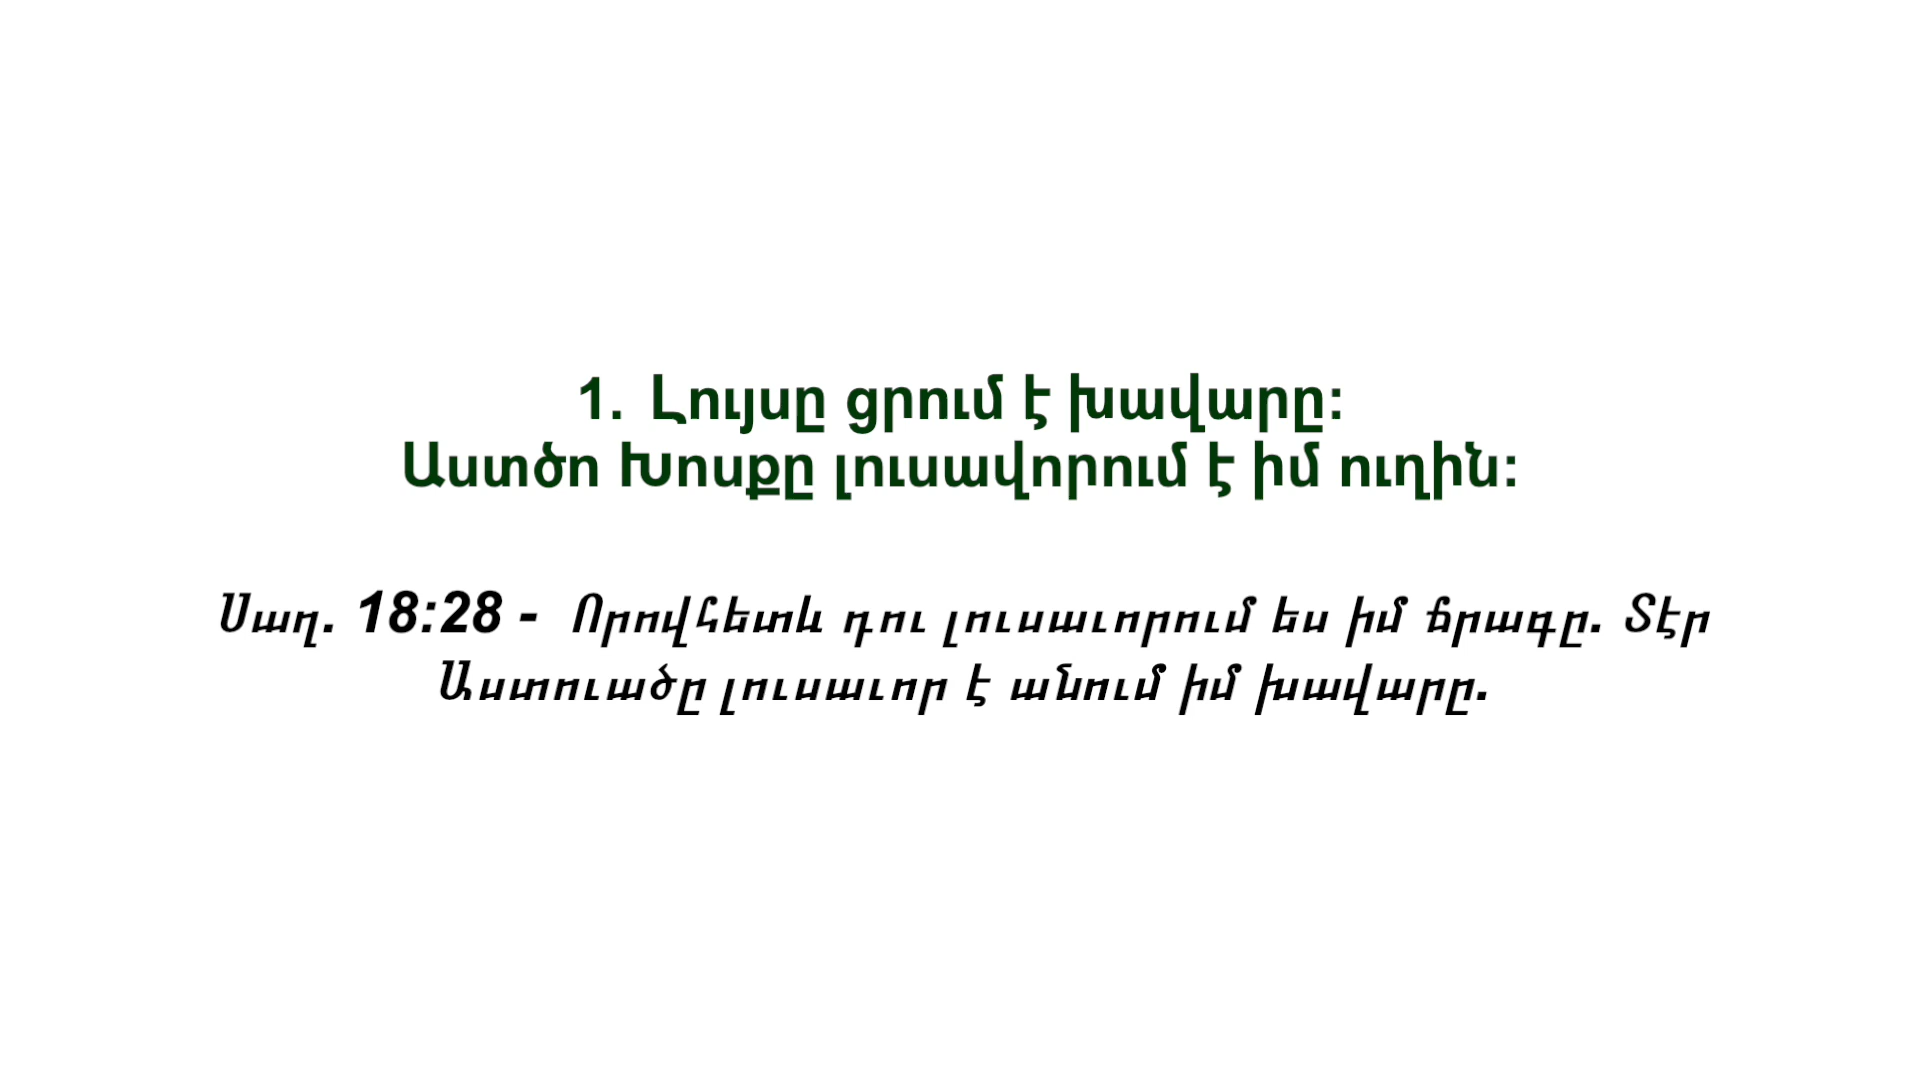 1. Լույսը ցրում է խավարը:
Աստծո Խոսքը լուսավորում է իմ ուղին:
Սաղ. 18:28 - Որովհետև դու լուսաւորում ես իմ ճրագը. Տէր
Աստուածը լուսաւոր է անում իմ խավարը.